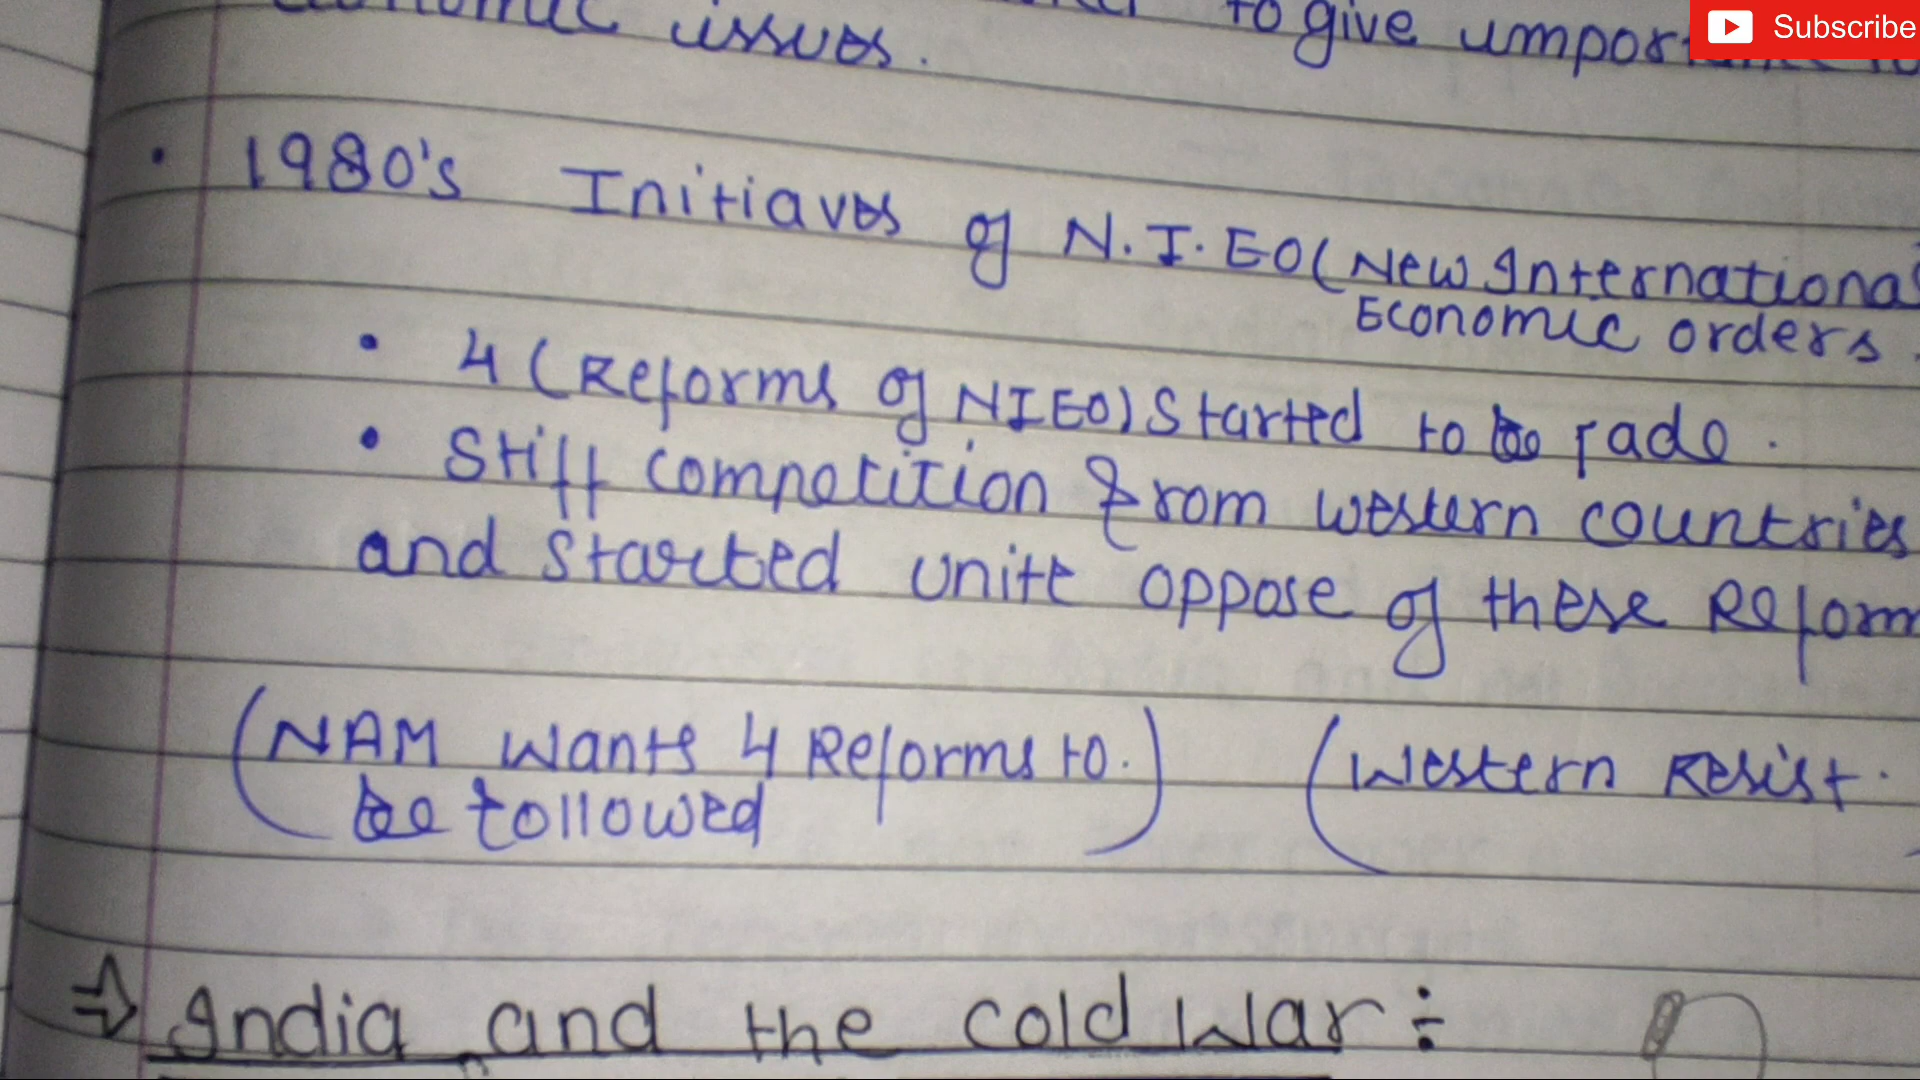 issues. to give
Subscribe
• 1980's Initiaves of N.I.EO (New International
Economic orders.
• 4 (Reforms of NIEO) Started to be fade.
• Stiff competition from western countries
and started unite oppose of these Reform
(NAM wants 4 Reforms to.) (Western Resist.
be followed
⇒ India and the cold War :